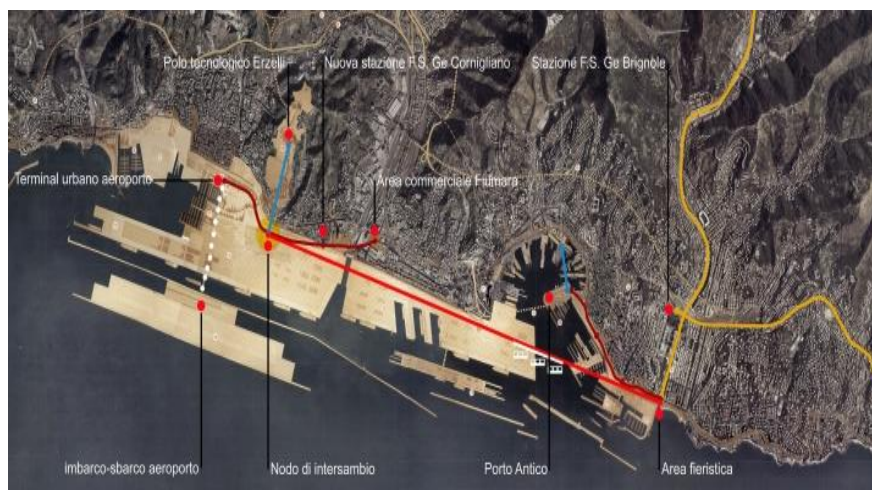 Polo tecnologico Erzelli
Nuova stazione F.S. Ge Cornigliano
Stazione F.S. Ge Brignole
Terminal urbano aeroporto
Area commerciale Fiumara
imbarco-sbarco aeroporto
Nodo di intersambio
Porto Antico
Area fieristica